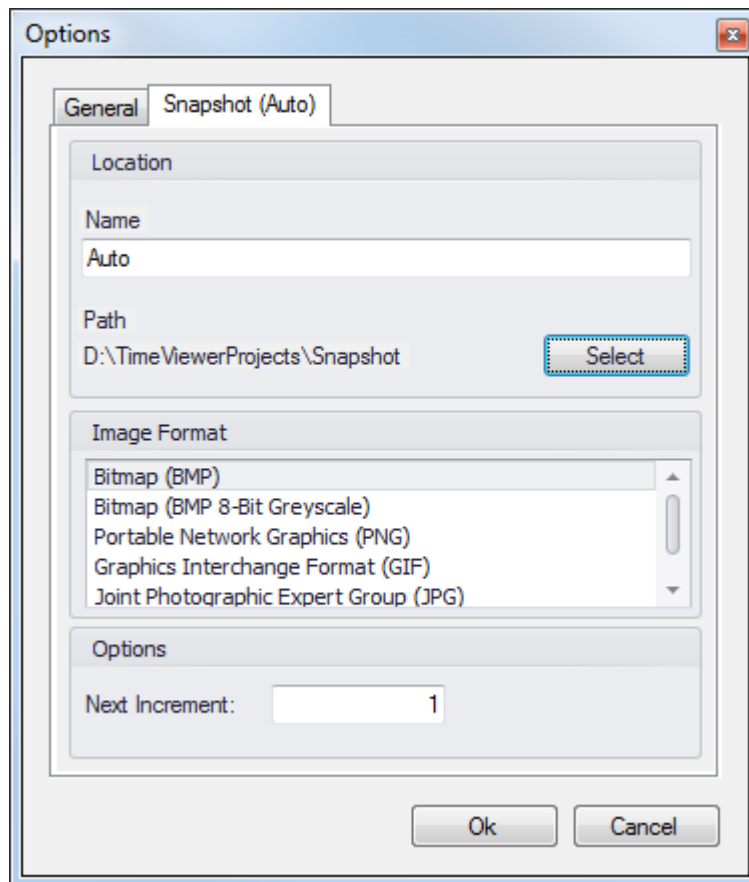 Options
General
Snapshot (Auto)
Location
Name
Auto
Path
D:\TimeViewerProjects\Snapshot
Select
Image Format
Bitmap (BMP)
Bitmap (BMP 8-Bit Greyscale)
Portable Network Graphics (PNG)
Graphics Interchange Format (GIF)
Joint Photographic Expert Group (JPG)
Options
Next Increment:
1
Ok
Cancel